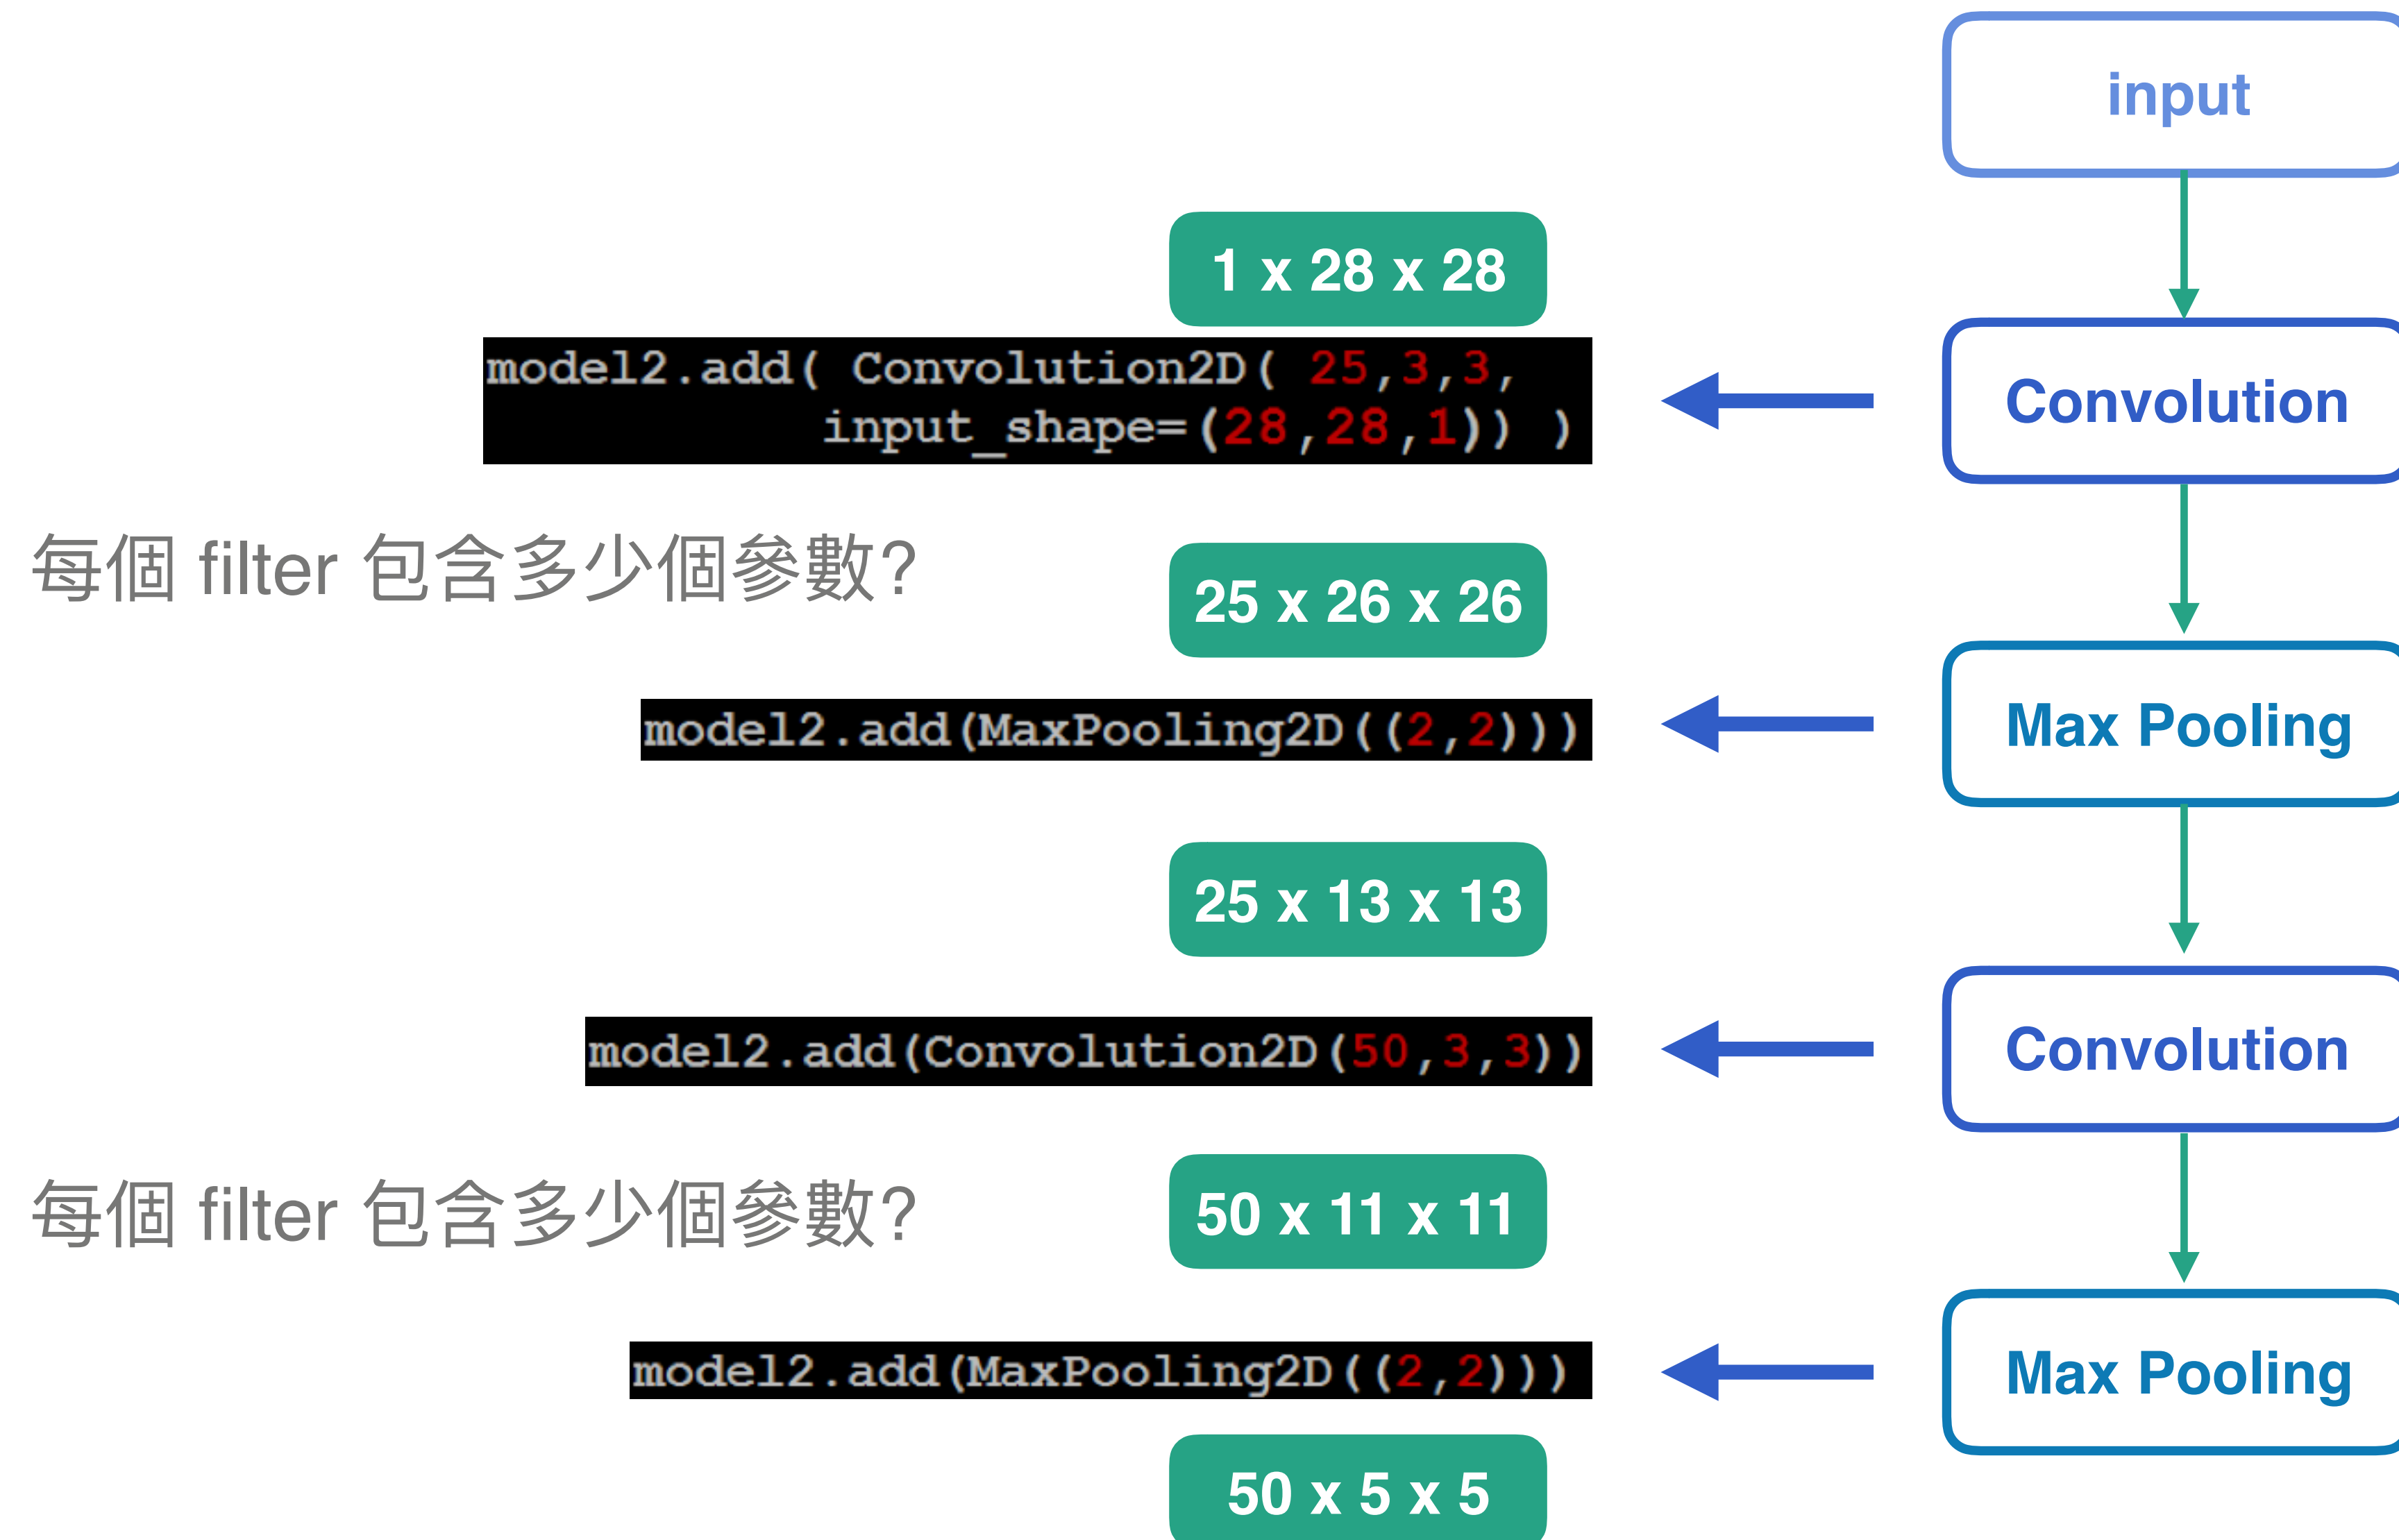 input
1 x 28 x 28
model2.add( Convolution2D( 25,3,3,
input_shape=(28,28,1)) )
Convolution
每個 filter 包含多少個參數?
25 x 26 x 26
model2.add(MaxPooling2D((2,2)))
Max Pooling
25 x 13 x 13
model2.add(Convolution2D(50,3,3))
Convolution
每個 filter 包含多少個參數?
50 x 11 x 11
model2.add(MaxPooling2D((2,2)))
Max Pooling
50 x 5 x 5